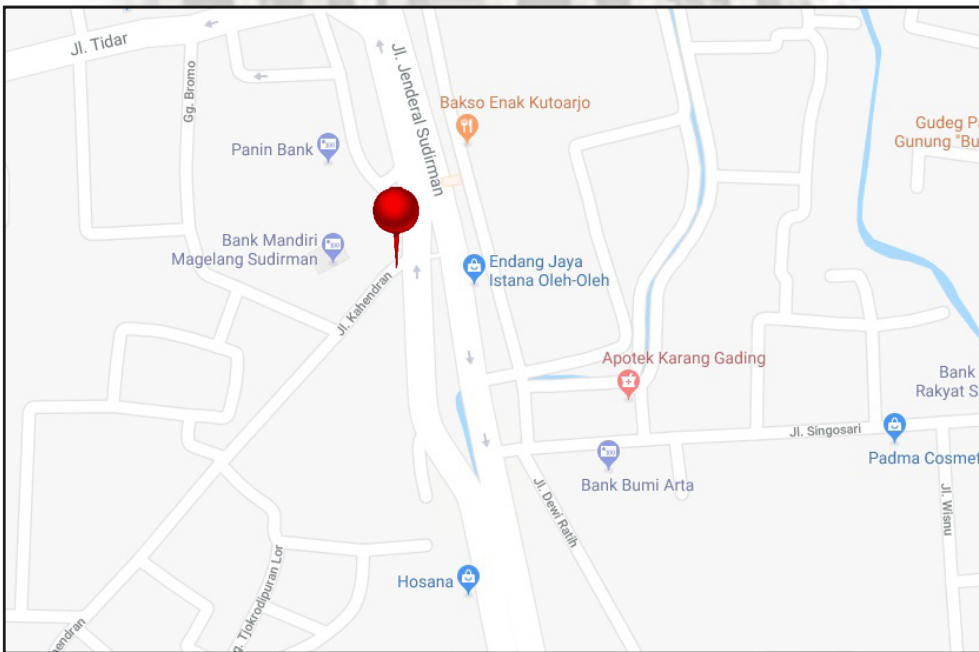 Jl. Tidar
Jl. Jenderal Sudirman
Gg. Bromo
Bakso Enak Kutoarjo
Gudeg P
Gunung "Bu
Panin Bank
Bank Mandiri
Magelang Sudirman
Endang Jaya
Istana Oleh-Oleh
Jl. Kahendran
Apotek Karang Gading
Bank
Rakyat S
Jl. Singosari
Padma Cosmet
Bank Bumi Arta
Jl. Dewi Ratih
Jl. Wisnu
Hosana
g. Tjokrodipuran Lor
endran